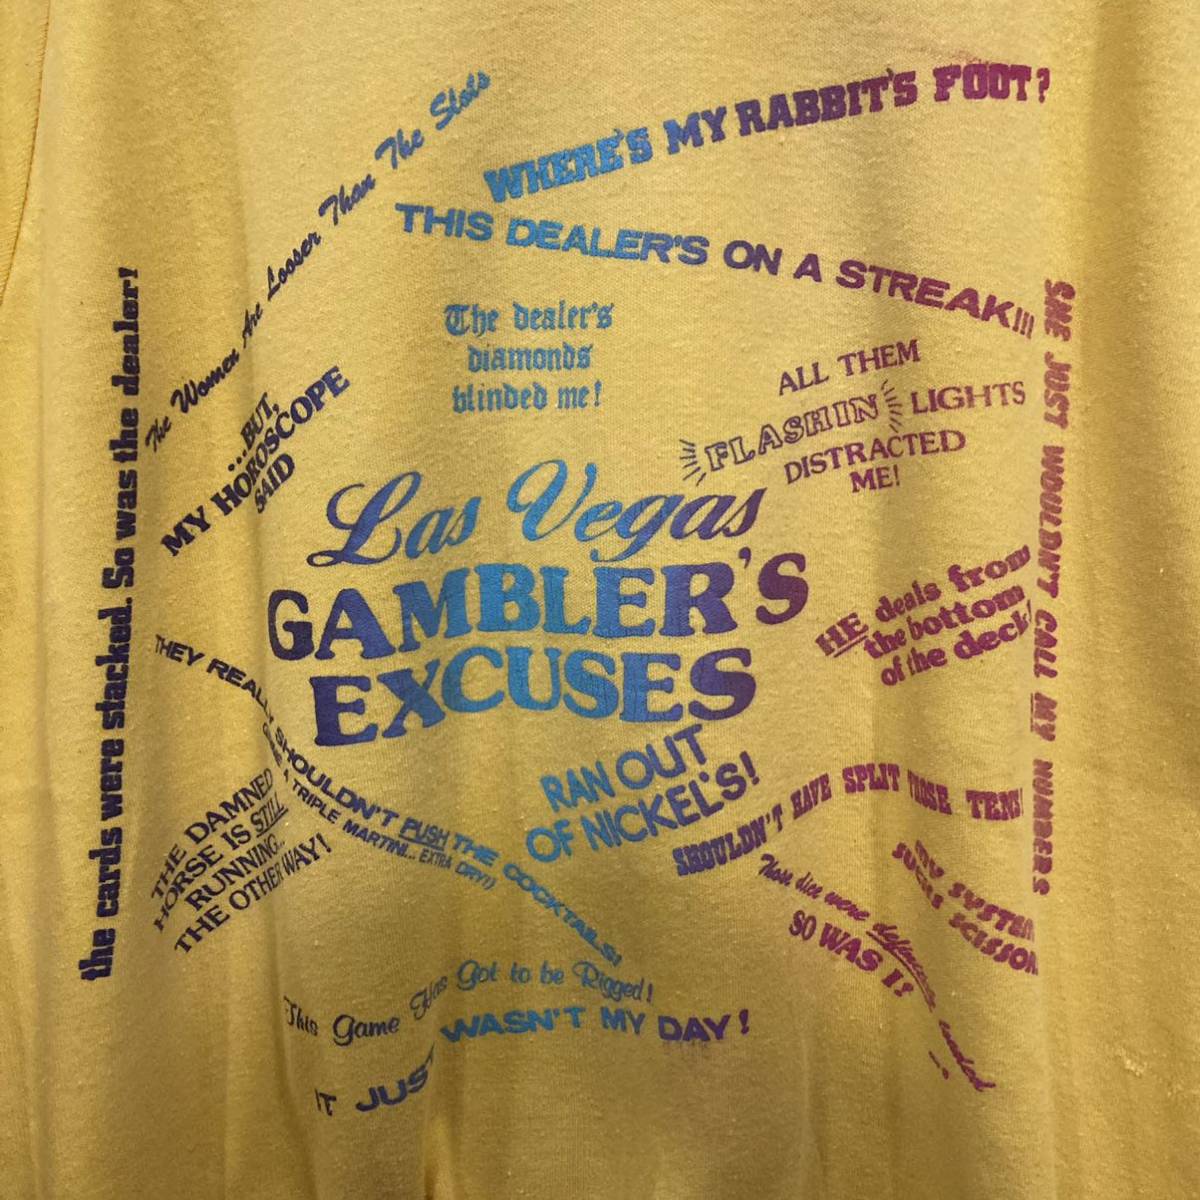 The Women Are Looser Than The Slots
WHERE'S MY RABBIT'S FOOT?
THIS DEALER'S ON A STREAK!!!
The dealer's
diamonds
blinded me!
ALL THEM
FLASHIN LIGHTS
DISTRACTED
ME!
...BUT,
MY HOROSCOPE
SAID
the cards were stacked. So was the dealer!
SHE JUST WOULDN'T CALL MY NUMBERS
Las Vegas
GAMBLER'S
EXCUSES
HE deals from
the bottom
of the deck!
THEY REALLY SHOULDN'T PUSH THE COCKTAILS!
A TRIPLE MARTINI... EXTRA DRY!)
THE DAMNED
HORSE IS STILL
RUNNING...
THE OTHER WAY!
RAN OUT
OF NICKEL'S!
SHOULDN'T HAVE SPLIT THOSE TENS!
MY SYSTEM
SUCKS SCISSOR
Those dice were definitely loaded
...
SO WAS I!
This Game Has Got to be Rigged!
IT JUST WASN'T MY DAY!